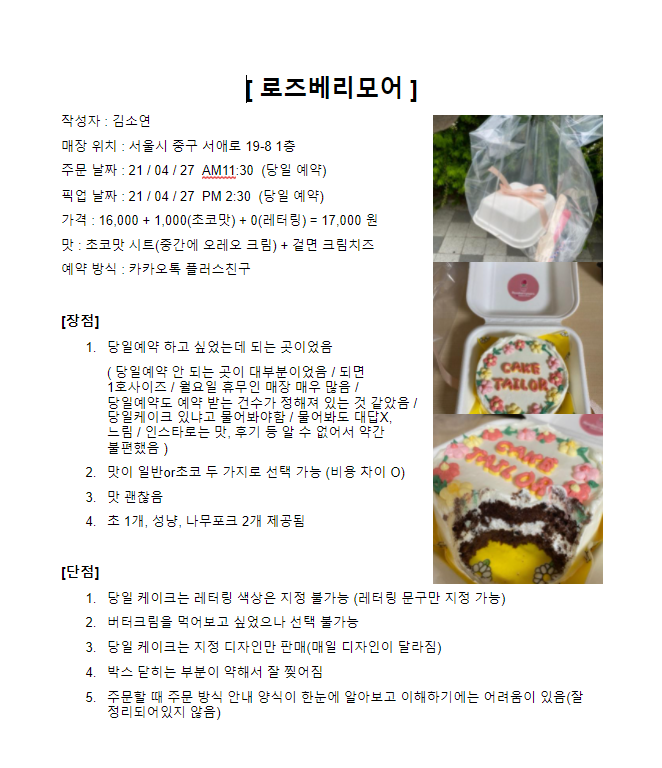 [ 로즈베리모어 ]
작성자 : 김소연
매장 위치 : 서울시 중구 서애로 19-8 1층
주문 날짜 : 21 / 04 / 27 AM11:30 (당일 예약)
픽업 날짜 : 21 / 04 / 27 PM 2:30 (당일 예약)
가격 : 16,000 + 1,000(초코맛) + 0(레터링) = 17,000 원
맛 : 초코맛 시트(중간에 오레오 크림) + 겉면 크림치즈
예약 방식 : 카카오톡 플러스친구
[장점]
1. 당일예약 하고 싶었는데 되는 곳이었음
( 당일예약 안 되는 곳이 대부분이었음 / 되면
1호사이즈 / 월요일 휴무인 매장 매우 많음 /
당일예약도 예약 받는 건수가 정해져 있는 것 같았음 /
당일케이크 있냐고 물어봐야함 / 물어봐도 대답X,
느림 / 인스타로는 맛, 후기 등 알 수 없어서 약간
불편했음 )
2. 맛이 일반or초코 두 가지로 선택 가능 (비용 차이 O)
3. 맛 괜찮음
4. 초 1개, 성냥, 나무포크 2개 제공됨
CAKE
TAILOR
CAKE
TAILOR
[단점]
1. 당일 케이크는 레터링 색상은 지정 불가능 (레터링 문구만 지정 가능)
2. 버터크림을 먹어보고 싶었으나 선택 불가능
3. 당일 케이크는 지정 디자인만 판매(매일 디자인이 달라짐)
4. 박스 닫히는 부분이 약해서 잘 찢어짐
5. 주문할 때 주문 방식 안내 양식이 한눈에 알아보고 이해하기에는 어려움이 있음(잘
정리되어있지 않음)